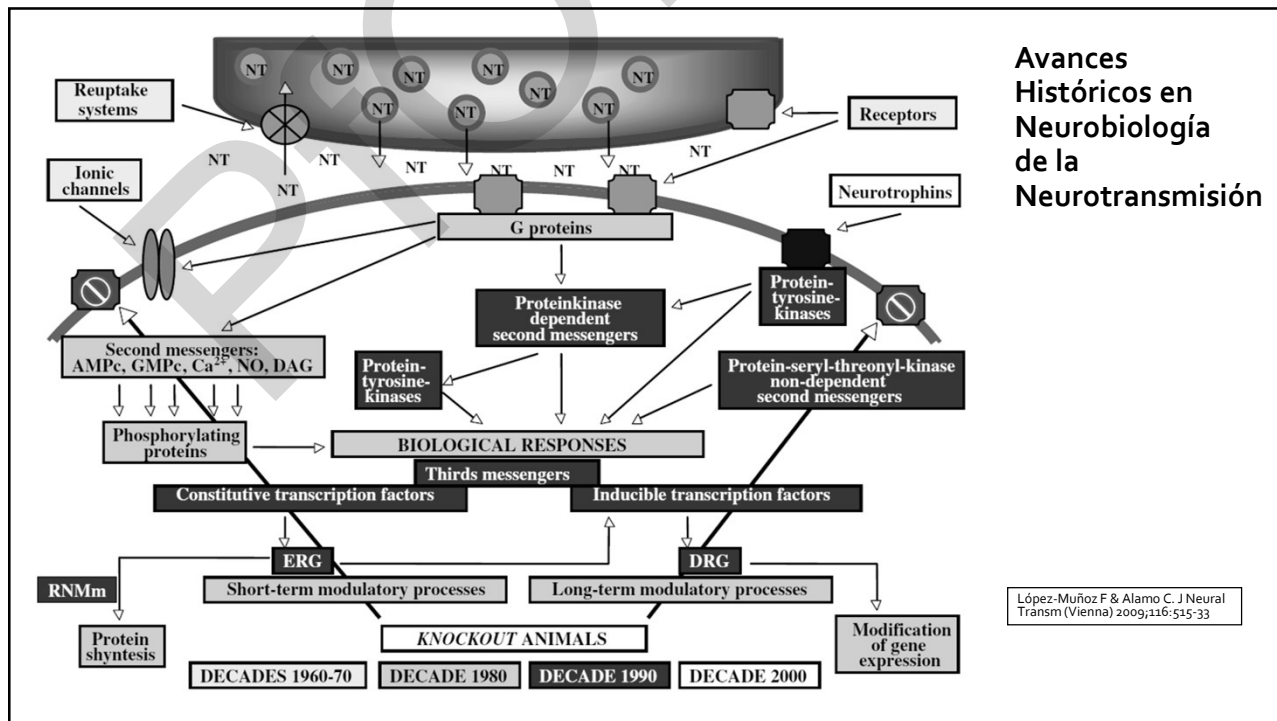 Avances
Históricos en
Neurobiología
de la
Neurotransmisión
NT
NT
NT
NT
NT
NT
NT
NT
NT
Reuptake
systems
Receptors
NT
NT
NT
NT
NT
NT
NT
NT
Ionic
channels
Neurotrophins
G proteins
Protein-
tyrosine-
kinases
Proteinkinase
dependent
second messengers
Second messengers:
AMPc, GMPc, Ca2+, NO, DAG
Protein-
tyrosine-
kinases
Protein-seryl-threonyl-kinase
non-dependent
second messengers
Phosphorylating
proteíns
BIOLOGICAL RESPONSES
Thirds messengers
Constitutive transcription factors
Inducible transcription factors
ERG
DRG
RNMm
Short-term modulatory processes
Long-term modulatory processes
Protein
shyntesis
KNOCKOUT ANIMALS
Modification
of gene
expression
DECADES 1960-70
DECADE 1980
DECADE 1990
DECADE 2000
López-Muñoz F & Alamo C. J Neural
Transm (Vienna) 2009;116:515-33